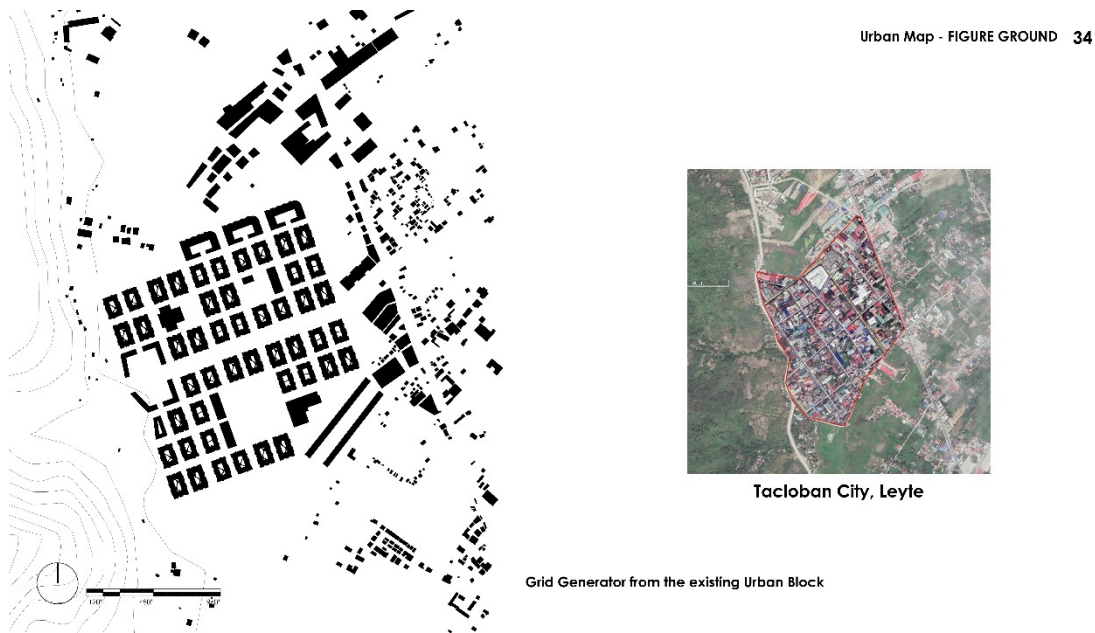 Urban Map - FIGURE GROUND 34
Tacloban City, Leyte
Grid Generator from the existing Urban Block